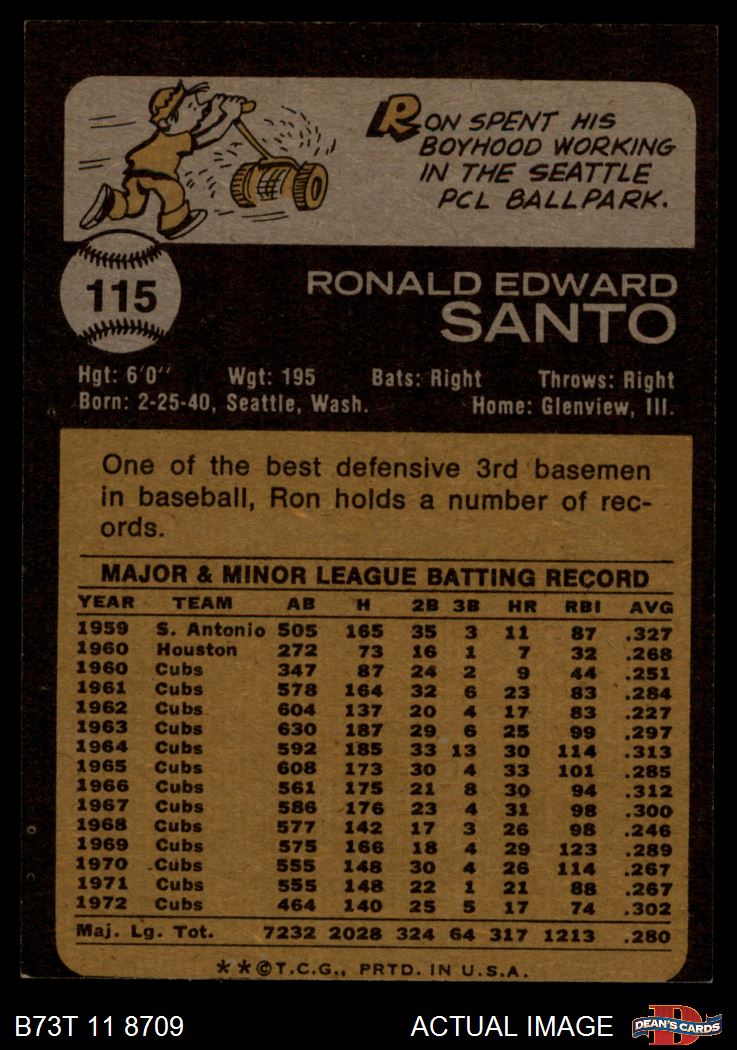 RON SPENT HIS
BOYHOOD WORKING
IN THE SEATTLE
PCL BALLPARK.
115
RONALD EDWARD
SANTO
Hgt: 6'0" Wgt: 195 Bats: Right Throws: Right
Born: 2-25-40, Seattle, Wash. Home: Glenview, Ill.
One of the best defensive 3rd basemen
in baseball, Ron holds a number of rec-
ords.
MAJOR & MINOR LEAGUE BATTING RECORD
YEAR TEAM AB H 2B 3B HR RBI AVG
1959 S. Antonio 505 165 35 3 11 87 .327
1960 Houston 272 73 16 1 7 32 .268
1960 Cubs 347 87 24 2 9 44 .251
1961 Cubs 578 164 32 6 23 83 .284
1962 Cubs 604 137 20 4 17 83 .227
1963 Cubs 630 187 29 6 25 99 .297
1964 Cubs 592 185 33 13 30 114 .313
1965 Cubs 608 173 30 4 33 101 .285
1966 Cubs 561 175 21 8 30 94 .312
1967 Cubs 586 176 23 4 31 98 .300
1968 Cubs 577 142 17 3 26 98 .246
1969 Cubs 575 166 18 4 29 123 .289
1970 Cubs 555 148 30 4 26 114 .267
1971 Cubs 555 148 22 1 21 88 .267
1972 Cubs 464 140 25 5 17 74 .302
Maj. Lg. Tot. 7232 2028 324 64 317 1213 .280
**©T.C.G., PRTD. IN U.S.A.
B73T 11 8709 ACTUAL IMAGE DEAN'S CARDS